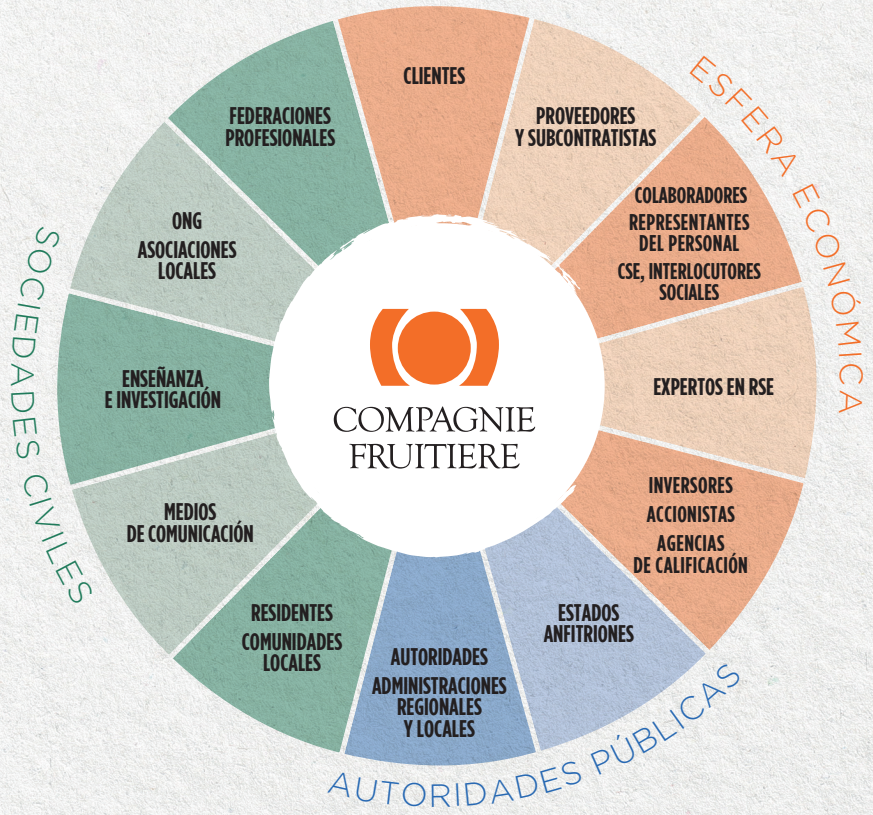 CLIENTES
PROVEEDORES
Y SUBCONTRATISTAS
COLABORADORES
REPRESENTANTES
DEL PERSONAL
CSE, INTERLOCUTORES
SOCIALES
EXPERTOS EN RSE
INVERSORES
ACCIONISTAS
AGENCIAS
DE CALIFICACIÓN
ESFERA ECONÓMICA
ESTADOS
ANFITRIONES
AUTORIDADES
ADMINISTRACIONES
REGIONALES
Y LOCALES
AUTORIDADES PÚBLICAS
RESIDENTES
COMUNIDADES
LOCALES
MEDIOS
DE COMUNICACIÓN
ENSEÑANZA
E INVESTIGACIÓN
ONG
ASOCIACIONES
LOCALES
FEDERACIONES
PROFESIONALES
SOCIEDADES CIVILES
COMPAGNIE
FRUITIERE